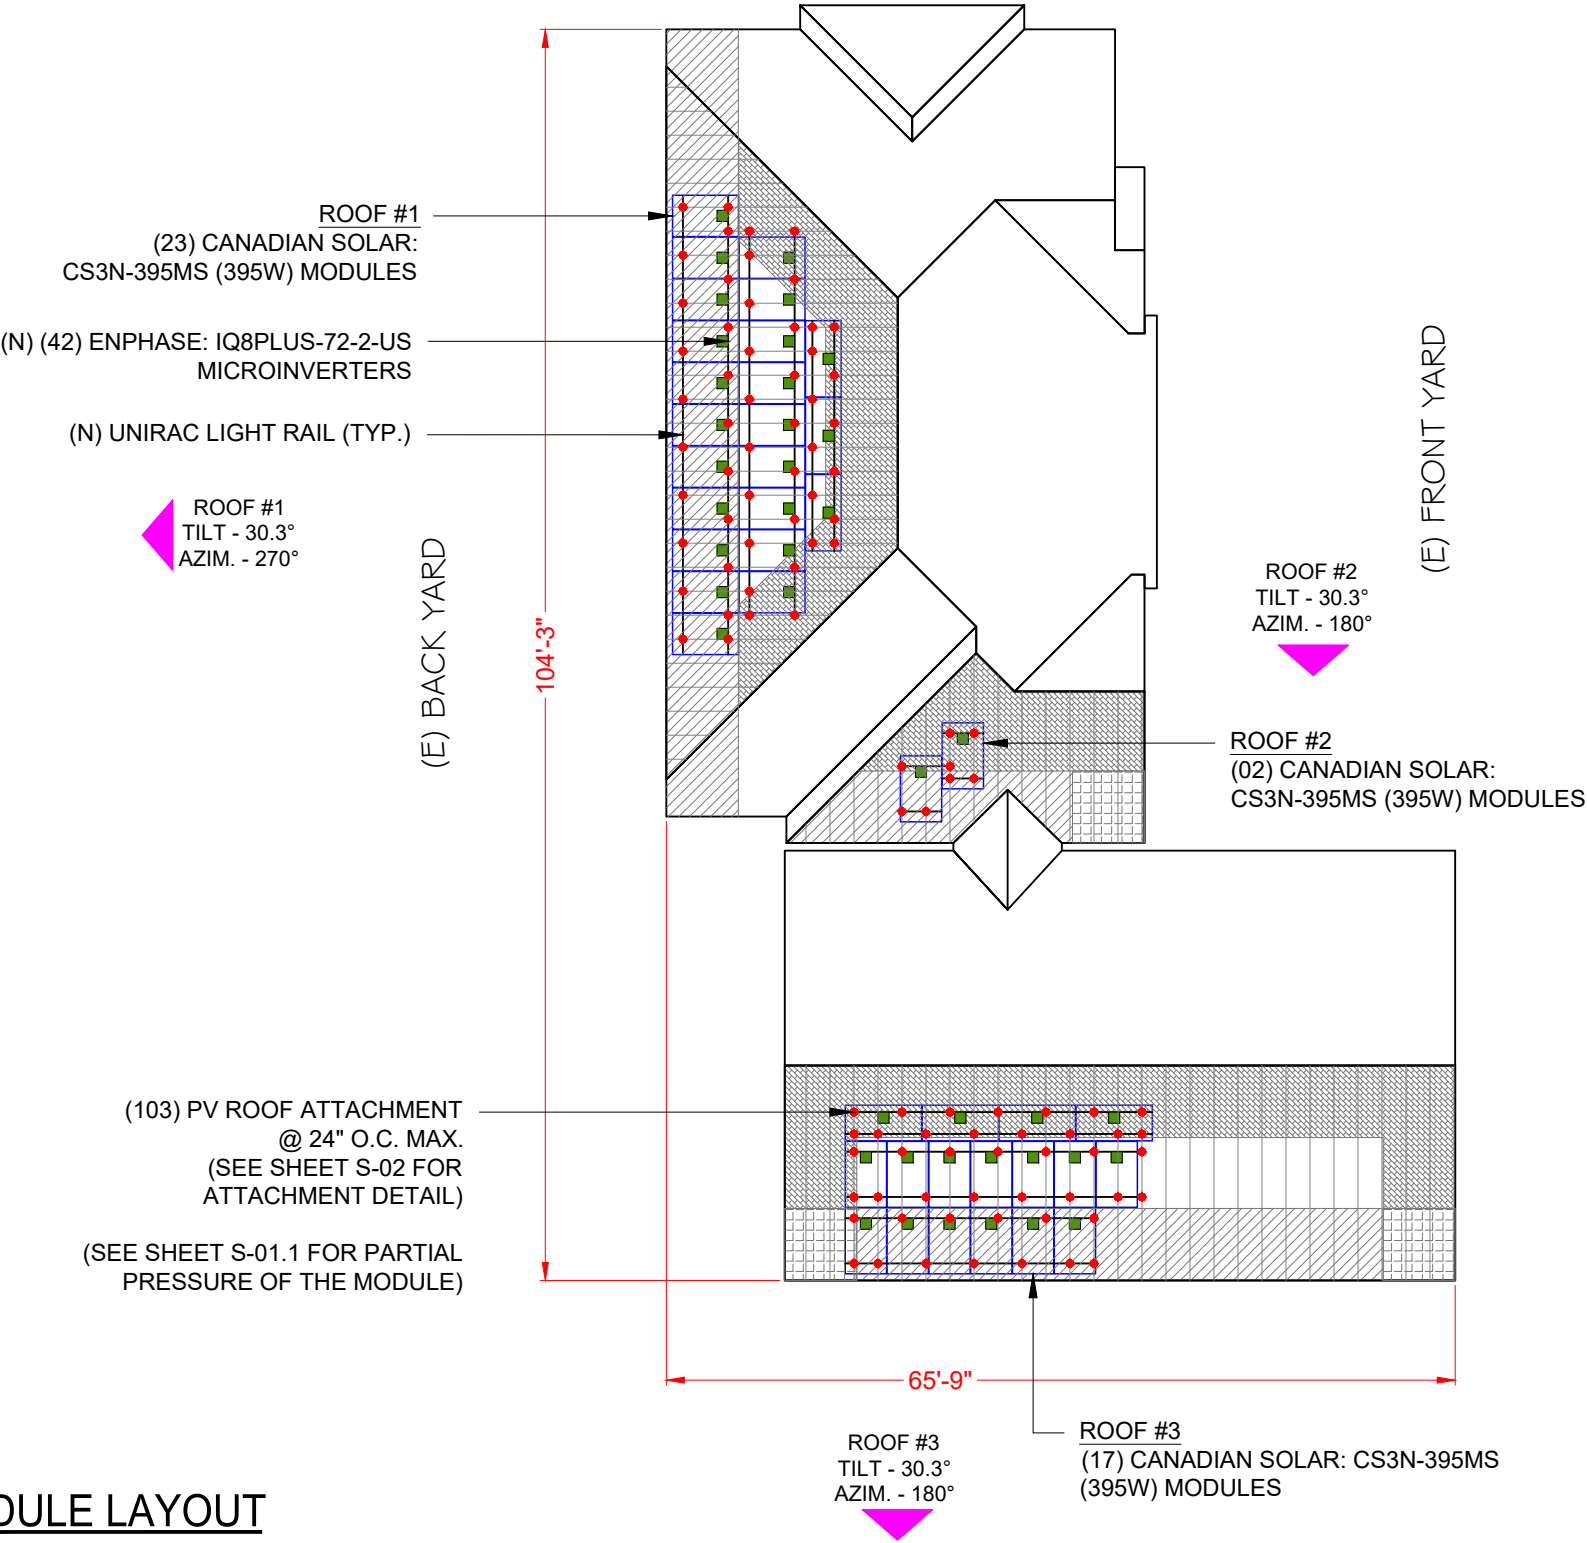 ROOF #1
(23) CANADIAN SOLAR:
CS3N-395MS (395W) MODULES
(N) (42) ENPHASE: IQ8PLUS-72-2-US
MICROINVERTERS
(N) UNIRAC LIGHT RAIL (TYP.)
ROOF #1
TILT - 30.3°
AZIM. - 270°
(E) BACK YARD
104'-3"
(E) FRONT YARD
ROOF #2
TILT - 30.3°
AZIM. - 180°
ROOF #2
(02) CANADIAN SOLAR:
CS3N-395MS (395W) MODULES
(103) PV ROOF ATTACHMENT
@ 24" O.C. MAX.
(SEE SHEET S-02 FOR
ATTACHMENT DETAIL)
(SEE SHEET S-01.1 FOR PARTIAL
PRESSURE OF THE MODULE)
65'-9"
ROOF #3
TILT - 30.3°
AZIM. - 180°
ROOF #3
(17) CANADIAN SOLAR: CS3N-395MS
(395W) MODULES
DULE LAYOUT